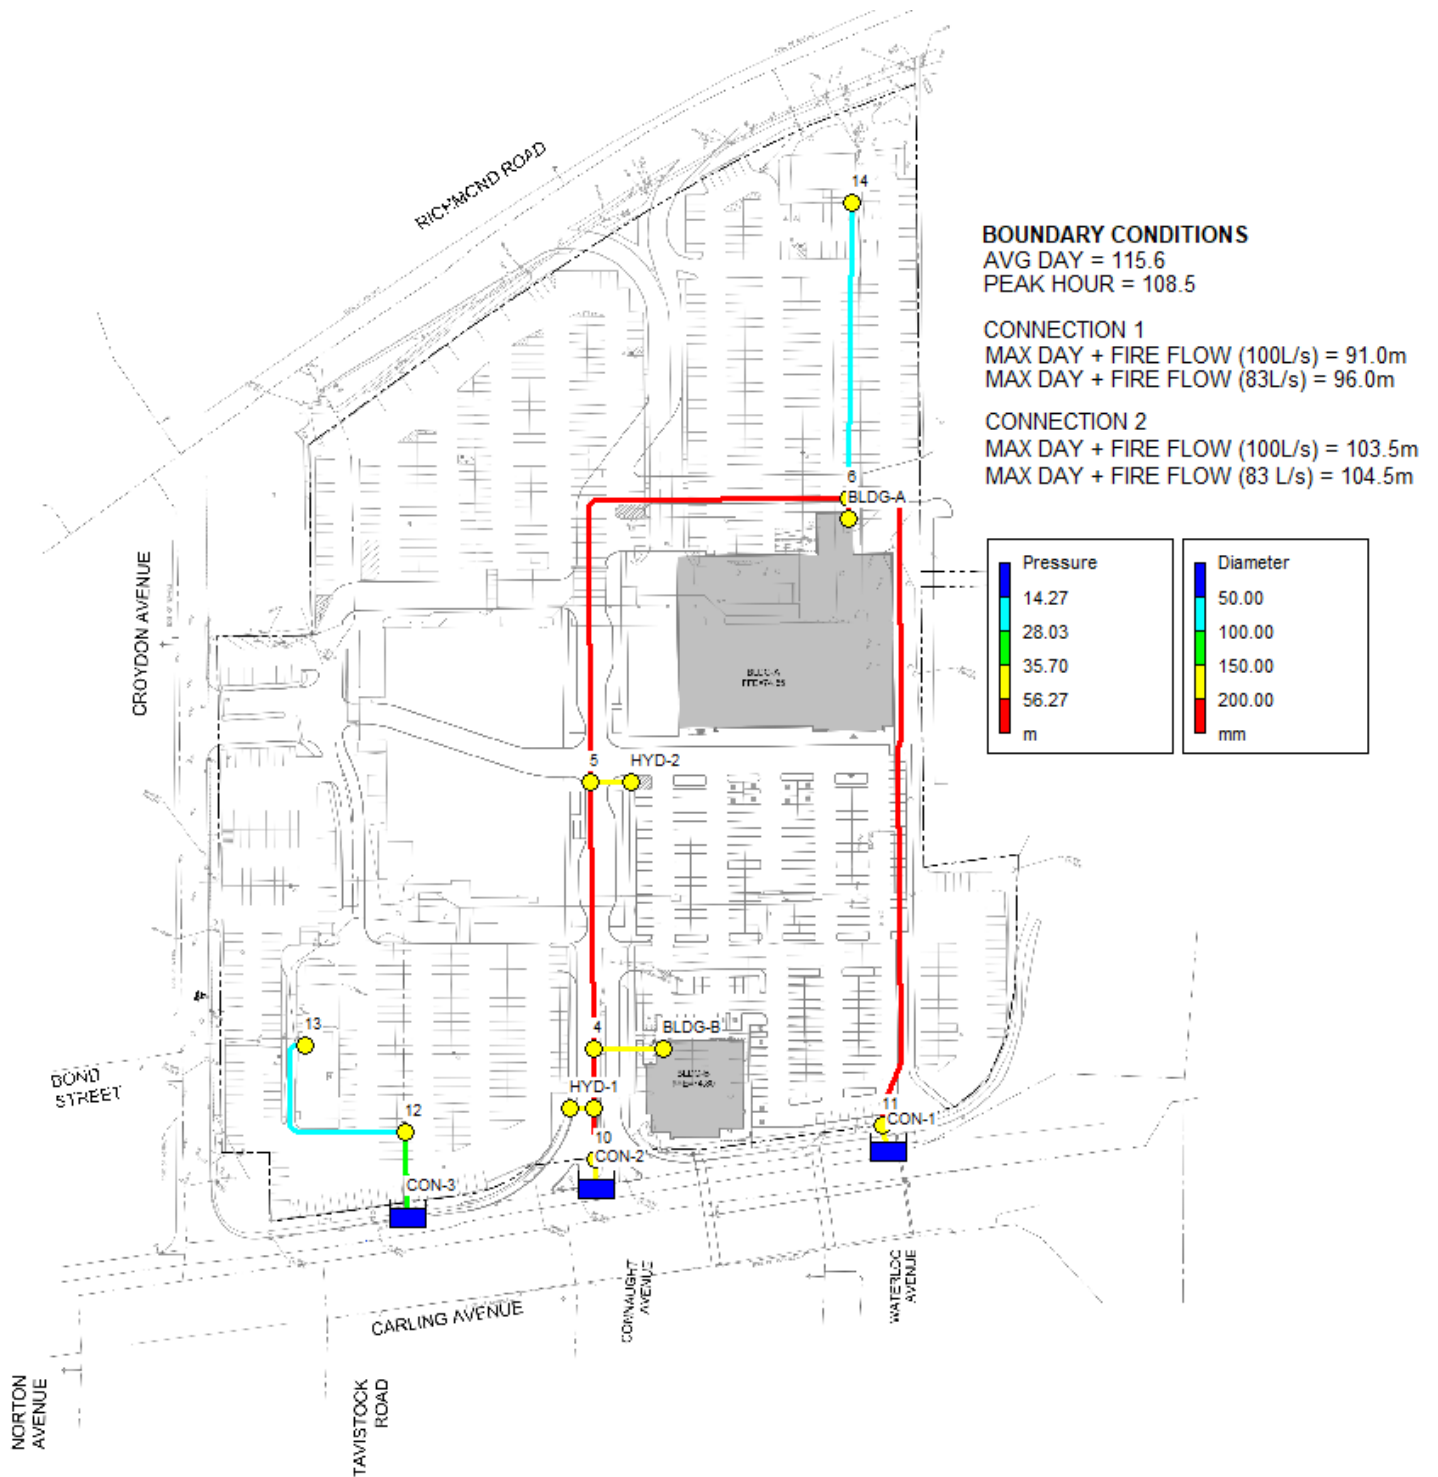 RICHMOND ROAD
14
BOUNDARY CONDITIONS
AVG DAY = 115.6
PEAK HOUR = 108.5
CONNECTION 1
MAX DAY + FIRE FLOW (100L/s) = 91.0m
MAX DAY + FIRE FLOW (83L/s) = 96.0m
CONNECTION 2
MAX DAY + FIRE FLOW (100L/s) = 103.5m
MAX DAY + FIRE FLOW (83 L/s) = 104.5m
6
BLDG-A
Pressure
14.27
28.03
35.70
56.27
m
Diameter
50.00
100.00
150.00
200.00
mm
CROYDON AVENUE
BLDG-A
5
HYD-2
13
4
BLDG-B
BLDG-B
BOND
STREET
HYD-1
12
10
CON-2
11
CON-1
CON-3
CARLING AVENUE
CONNAUGHT
AVENUE
WATERLOO
AVENUE
NORTON
AVENUE
TAVISTOCK
ROAD